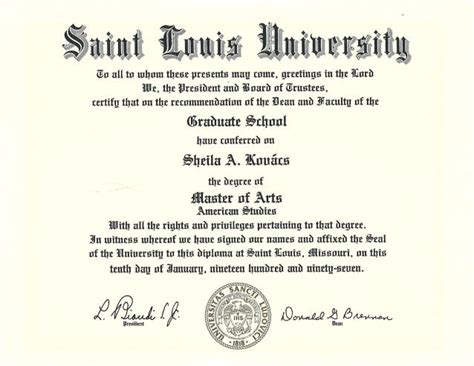 Saint Louis University
To all to whom these presents may come, greetings in the Lord
We, the President and Board of Trustees,
certify that on the recommendation of the Dean and Faculty of the
Graduate School
have conferred on
Sheila A. Kovács
the degree of
Master of Arts
American Studies
With all the rights and privileges pertaining to that degree.
In witness whereof we have signed our names and affixed the Seal
of the University to this diploma at Saint Louis, Missouri, on this
tenth day of January, nineteen hundred and ninety-seven.
L. Biondi S.J.
President
UNIVERSITAS SANCTI LUDOVICI
IHS
1818
Donald G Brennan
Dean